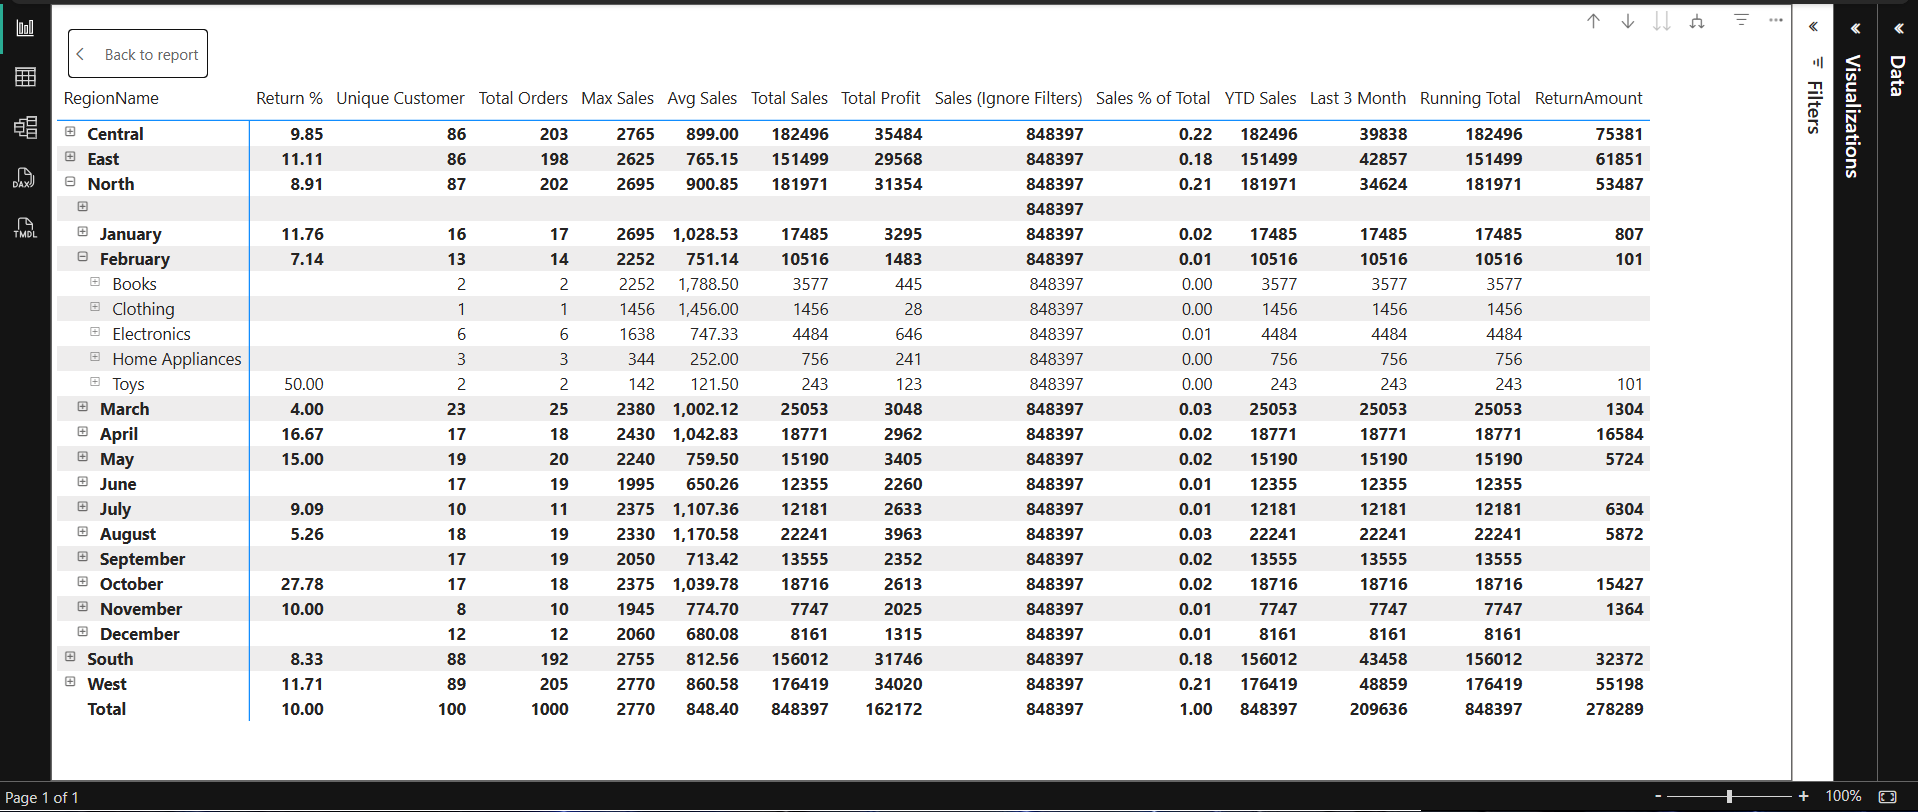 Back to report
RegionName Return % Unique Customer Total Orders Max Sales Avg Sales Total Sales Total Profit Sales (Ignore Filters) Sales % of Total YTD Sales Last 3 Month Running Total ReturnAmount
Central 9.85 86 203 2765 899.00 182496 35484 848397 0.22 182496 39838 182496 75381
East 11.11 86 198 2625 765.15 151499 29568 848397 0.18 151499 42857 151499 61851
North 8.91 87 202 2695 900.85 181971 31354 848397 0.21 181971 34624 181971 53487
848397
January 11.76 16 17 2695 1,028.53 17485 3295 848397 0.02 17485 17485 17485 807
February 7.14 13 14 2252 751.14 10516 1483 848397 0.01 10516 10516 10516 101
Books 2 2 2252 1,788.50 3577 445 848397 0.00 3577 3577 3577
Clothing 1 1 1456 1,456.00 1456 28 848397 0.00 1456 1456 1456
Electronics 6 6 1638 747.33 4484 646 848397 0.01 4484 4484 4484
Home Appliances 3 3 344 252.00 756 241 848397 0.00 756 756 756
Toys 50.00 2 2 142 121.50 243 123 848397 0.00 243 243 243 101
March 4.00 23 25 2380 1,002.12 25053 3048 848397 0.03 25053 25053 25053 1304
April 16.67 17 18 2430 1,042.83 18771 2962 848397 0.02 18771 18771 18771 16584
May 15.00 19 20 2240 759.50 15190 3405 848397 0.02 15190 15190 15190 5724
June 17 19 1995 650.26 12355 2260 848397 0.01 12355 12355 12355
July 9.09 10 11 2375 1,107.36 12181 2633 848397 0.01 12181 12181 12181 6304
August 5.26 18 19 2330 1,170.58 22241 3963 848397 0.03 22241 22241 22241 5872
September 17 19 2050 713.42 13555 2352 848397 0.02 13555 13555 13555
October 27.78 17 18 2375 1,039.78 18716 2613 848397 0.02 18716 18716 18716 15427
November 10.00 8 10 1945 774.70 7747 2025 848397 0.01 7747 7747 7747 1364
December 12 12 2060 680.08 8161 1315 848397 0.01 8161 8161 8161
South 8.33 88 192 2755 812.56 156012 31746 848397 0.18 156012 43458 156012 32372
West 11.71 89 205 2770 860.58 176419 34020 848397 0.21 176419 48859 176419 55198
Total 10.00 100 1000 2770 848.40 848397 162172 848397 1.00 848397 209636 848397 278289
Filters
Visualizations
Data
DAX
TMDL
Page 1 of 1
- + 100%